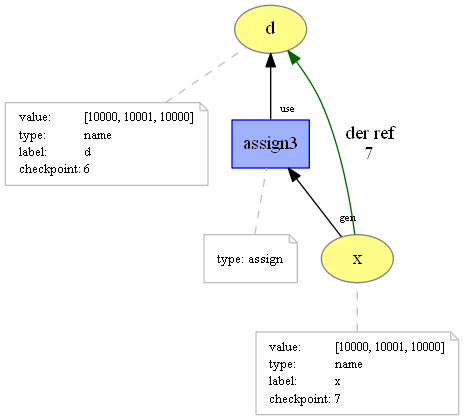 d
value: [10000, 10001, 10000]
type: name
label: d
checkpoint: 6
use
assign3
der ref
7
gen
type: assign
x
value: [10000, 10001, 10000]
type: name
label: x
checkpoint: 7